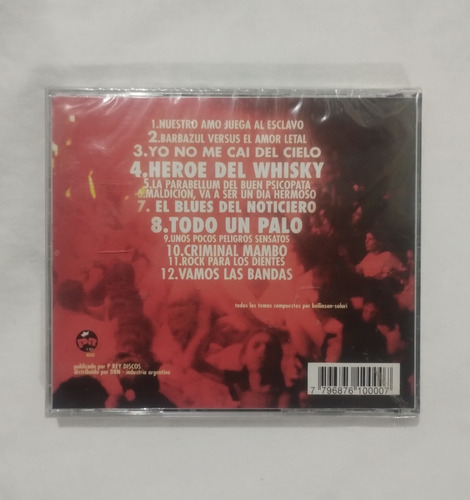 1.NUESTRO AMO JUEGA AL ESCLAVO
2.BARBAZUL VERSUS EL AMOR LETAL
3.YO NO ME CAI DEL CIELO
4.HEROE DEL WHISKY
5.LA PARABELLUM DEL BUEN PSICOPATA
6.MALDICION, VA A SER UN DIA HERMOSO
7. EL BLUES DEL NOTICIERO
8.TODO UN PALO
9.UNOS POCOS PELIGROS SENSATOS
10.CRIMINAL MAMBO
11.ROCK PARA LOS DIENTES
12.VAMOS LAS BANDAS
todos los temas compuestos por beilinson-solari
publicado por P REY DISCOS
distribuido por DBN - industria argentina
7 796876 100007